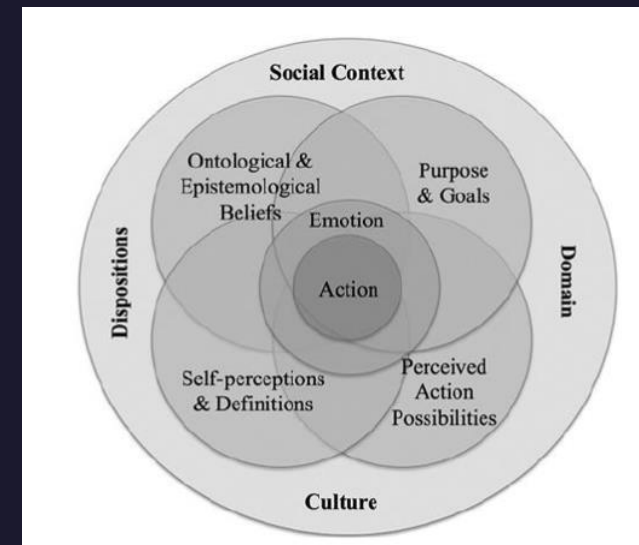 Social Context
Ontological &
Epistemological
Beliefs
Purpose
& Goals
Emotion
Dispositions
Domain
Action
Self-perceptions
& Definitions
Perceived
Action
Possibilities
Culture